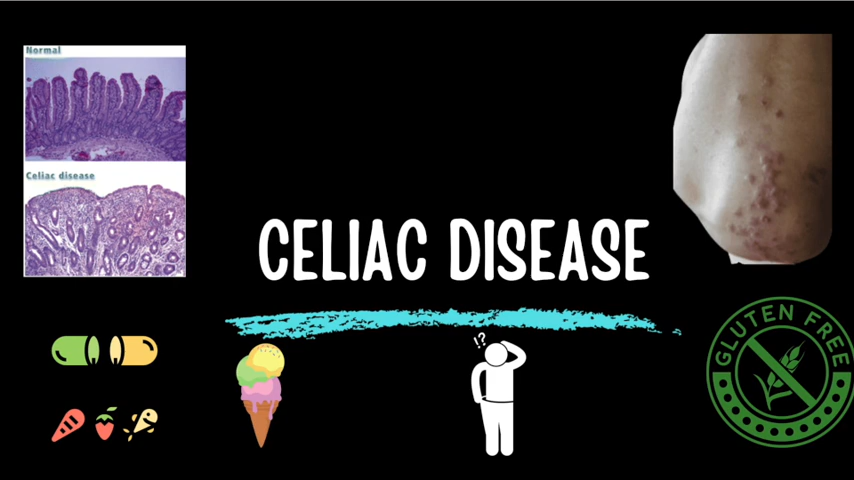 Normal
Celiac disease
CELIAC DISEASE
!?
GLUTEN FREE